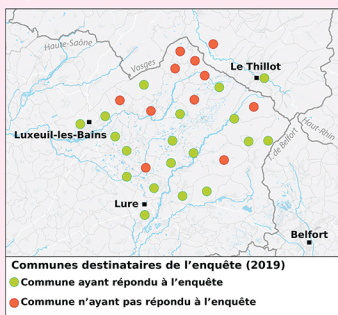 Haute-Saône
Vosges
Le Thillot
Luxeuil-les-Bains
Haut-Rhin
T. de Belfort
Lure
Belfort
Communes destinataires de l'enquête (2019)
Commune ayant répondu à l'enquête
Commune n'ayant pas répondu à l'enquête